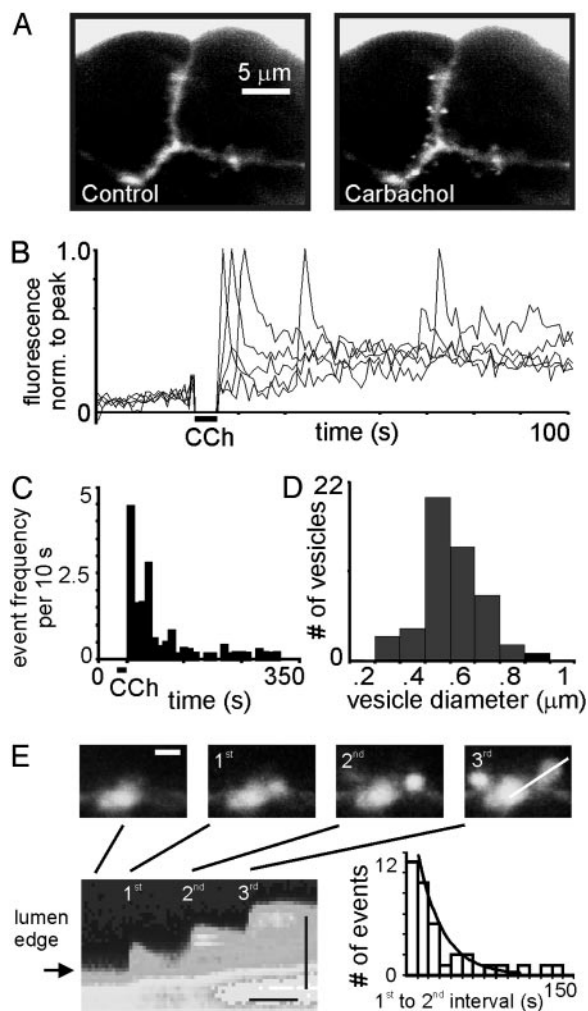 A
5 μm
Control
Carbachol
B
1.0
fluorescence
norm. to peak
0
CCh
time (s)
100
C
5
event frequency
per 10 s
2.5
0
0
CCh
350
time (s)
D
22
# of vesicles
0
.2 .4 .6 .8 1
vesicle diameter (μm)
E
1st
2nd
3rd
1st
2nd
3rd
lumen
edge
12
# of events
0
150
1st to 2nd interval (s)